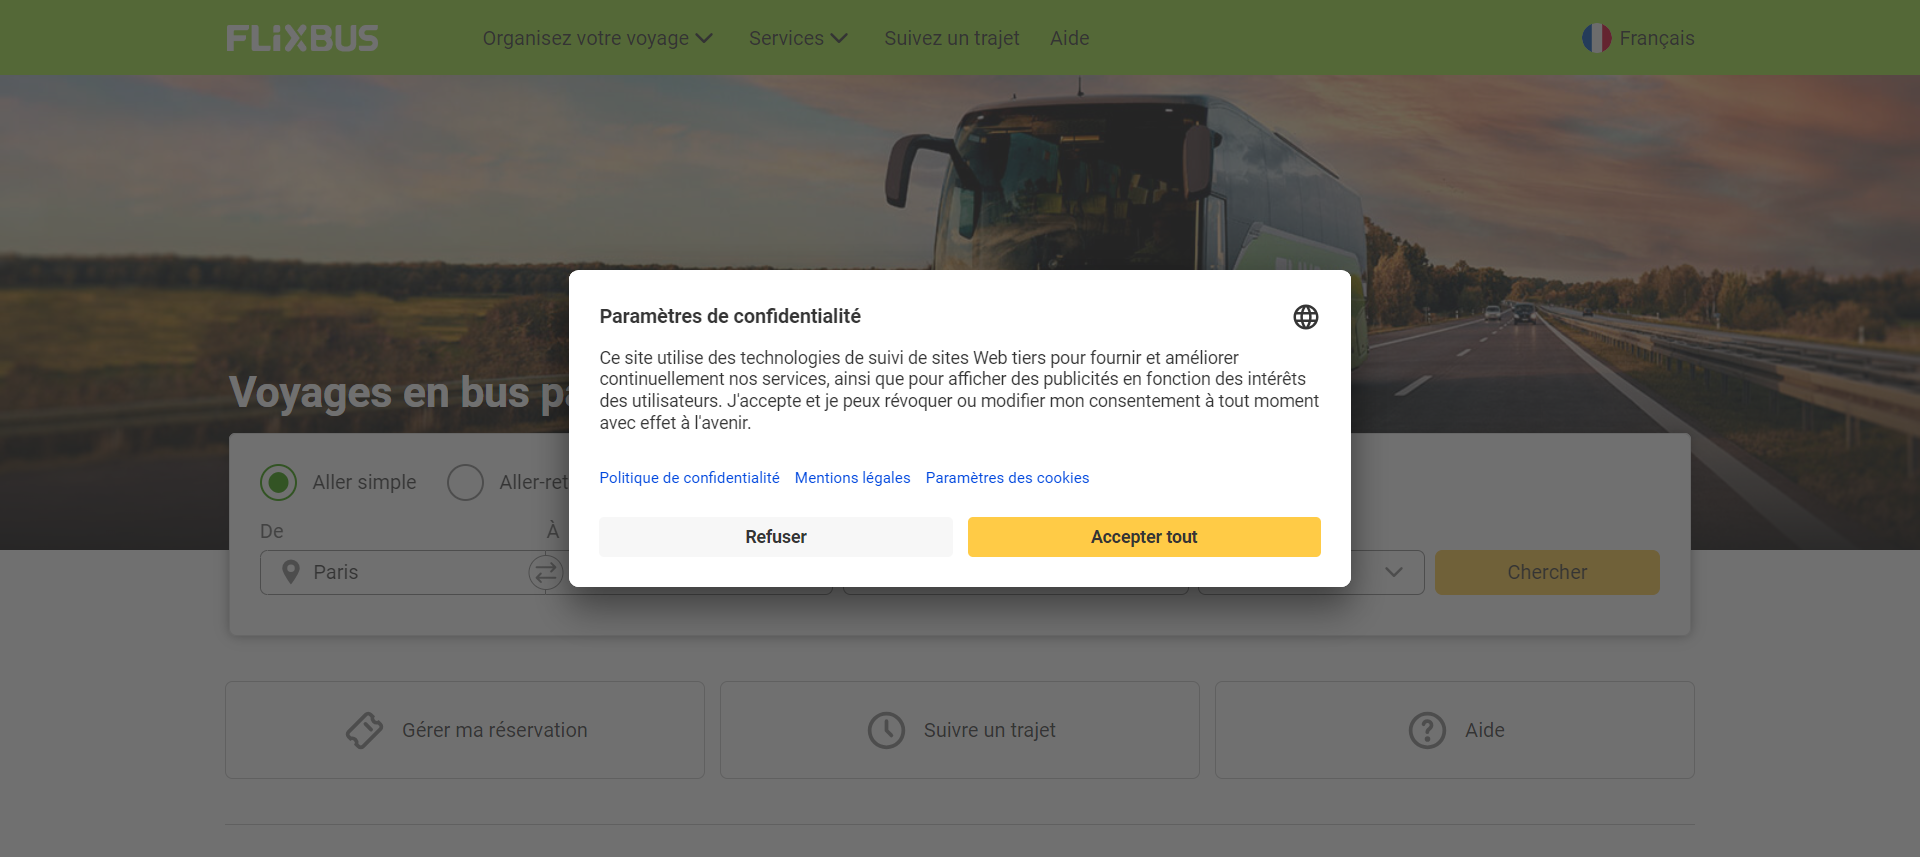 FLiXBUS
Organisez votre voyage
Services
Suivez un trajet
Aide
Français
Voyages en bus
Paramètres de confidentialité
Ce site utilise des technologies de suivi de sites Web tiers pour fournir et améliorer
continuellement nos services, ainsi que pour afficher des publicités en fonction des intérêts
des utilisateurs. J'accepte et je peux révoquer ou modifier mon consentement à tout moment
avec effet à l'avenir.
Politique de confidentialité
Mentions légales
Paramètres des cookies
Refuser
Accepter tout
Aller simple
De
À
Paris
Chercher
Gérer ma réservation
Suivre un trajet
Aide